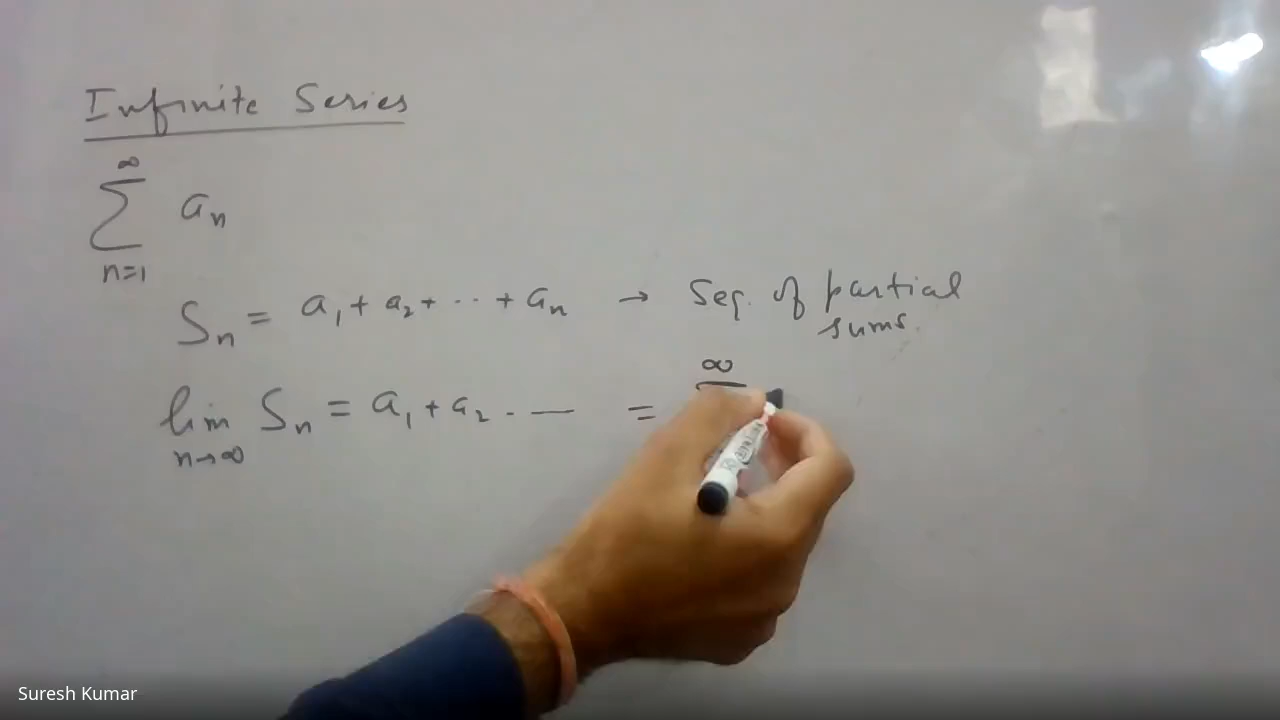 Infinite Series
∞
∑ aₙ
n=1
Sₙ = a₁ + a₂ + ··· + aₙ → Seq. of partial
sums.
∞
lim Sₙ = a₁ + a₂ - — =
n→∞
Suresh Kumar